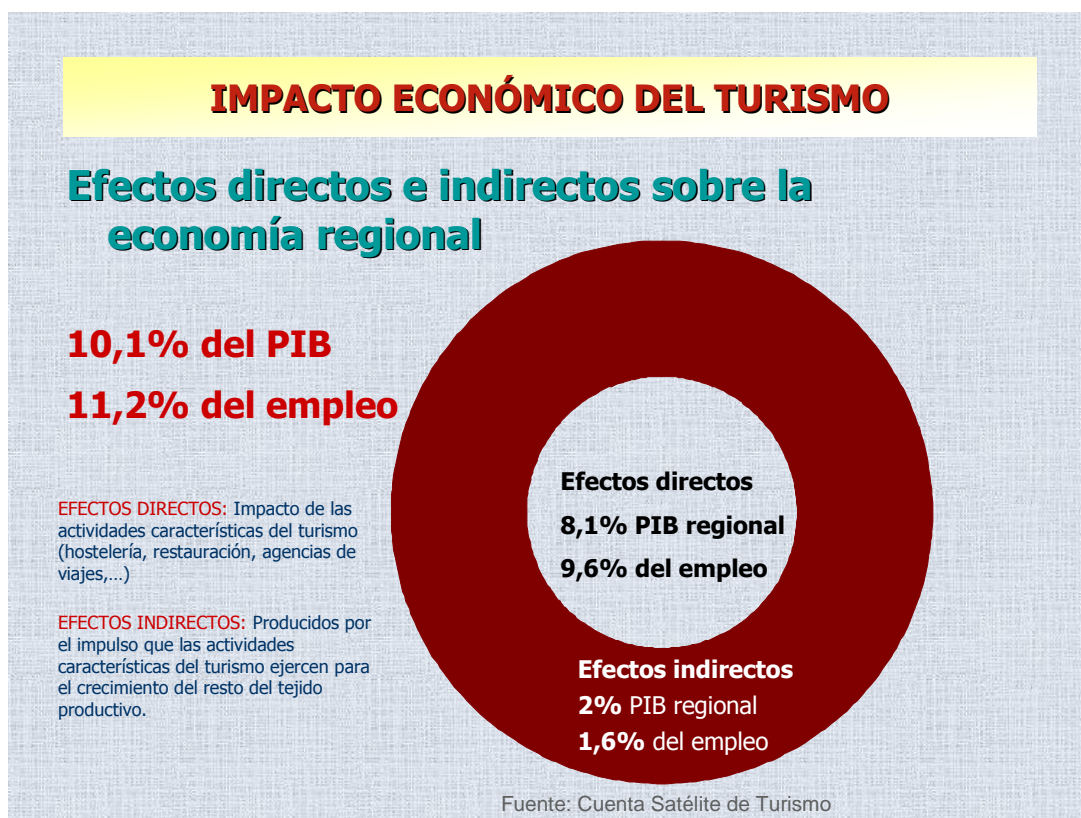 IMPACTO ECONÓMICO DEL TURISMO
Efectos directos e indirectos sobre la
economía regional
10,1% del PIB
11,2% del empleo
EFECTOS DIRECTOS: Impacto de las
actividades características del turismo
(hostelería, restauración, agencias de
viajes,...)
EFECTOS INDIRECTOS: Producidos por
el impulso que las actividades
características del turismo ejercen para
el crecimiento del resto del tejido
productivo.
Efectos directos
8,1% PIB regional
9,6% del empleo
Efectos indirectos
2% PIB regional
1,6% del empleo
Fuente: Cuenta Satélite de Turismo